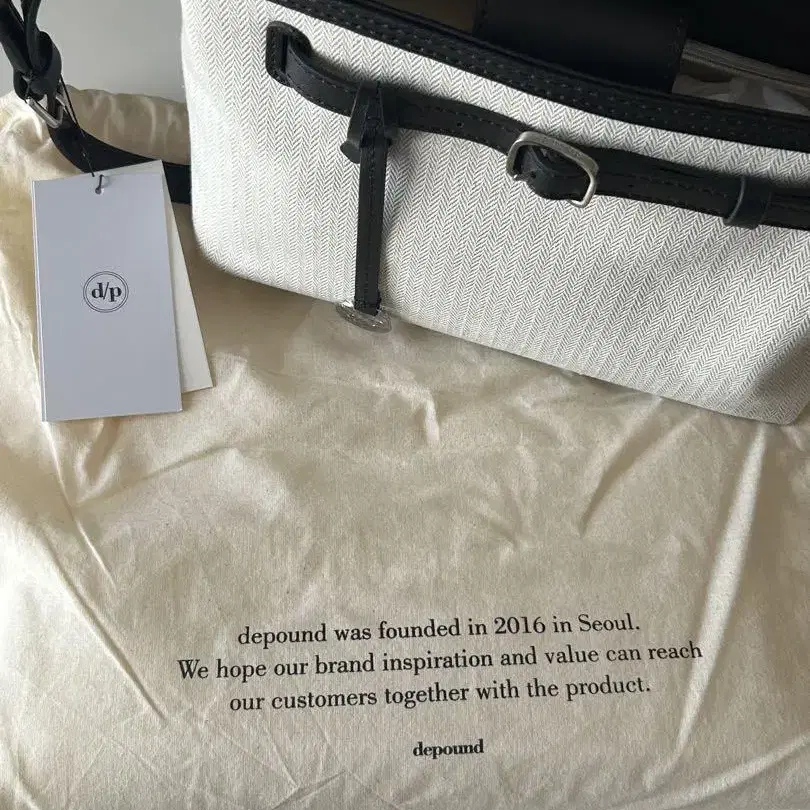 d/p
depound was founded in 2016 in Seoul.
We hope our brand inspiration and value can reach
our customers together with the product.
depound